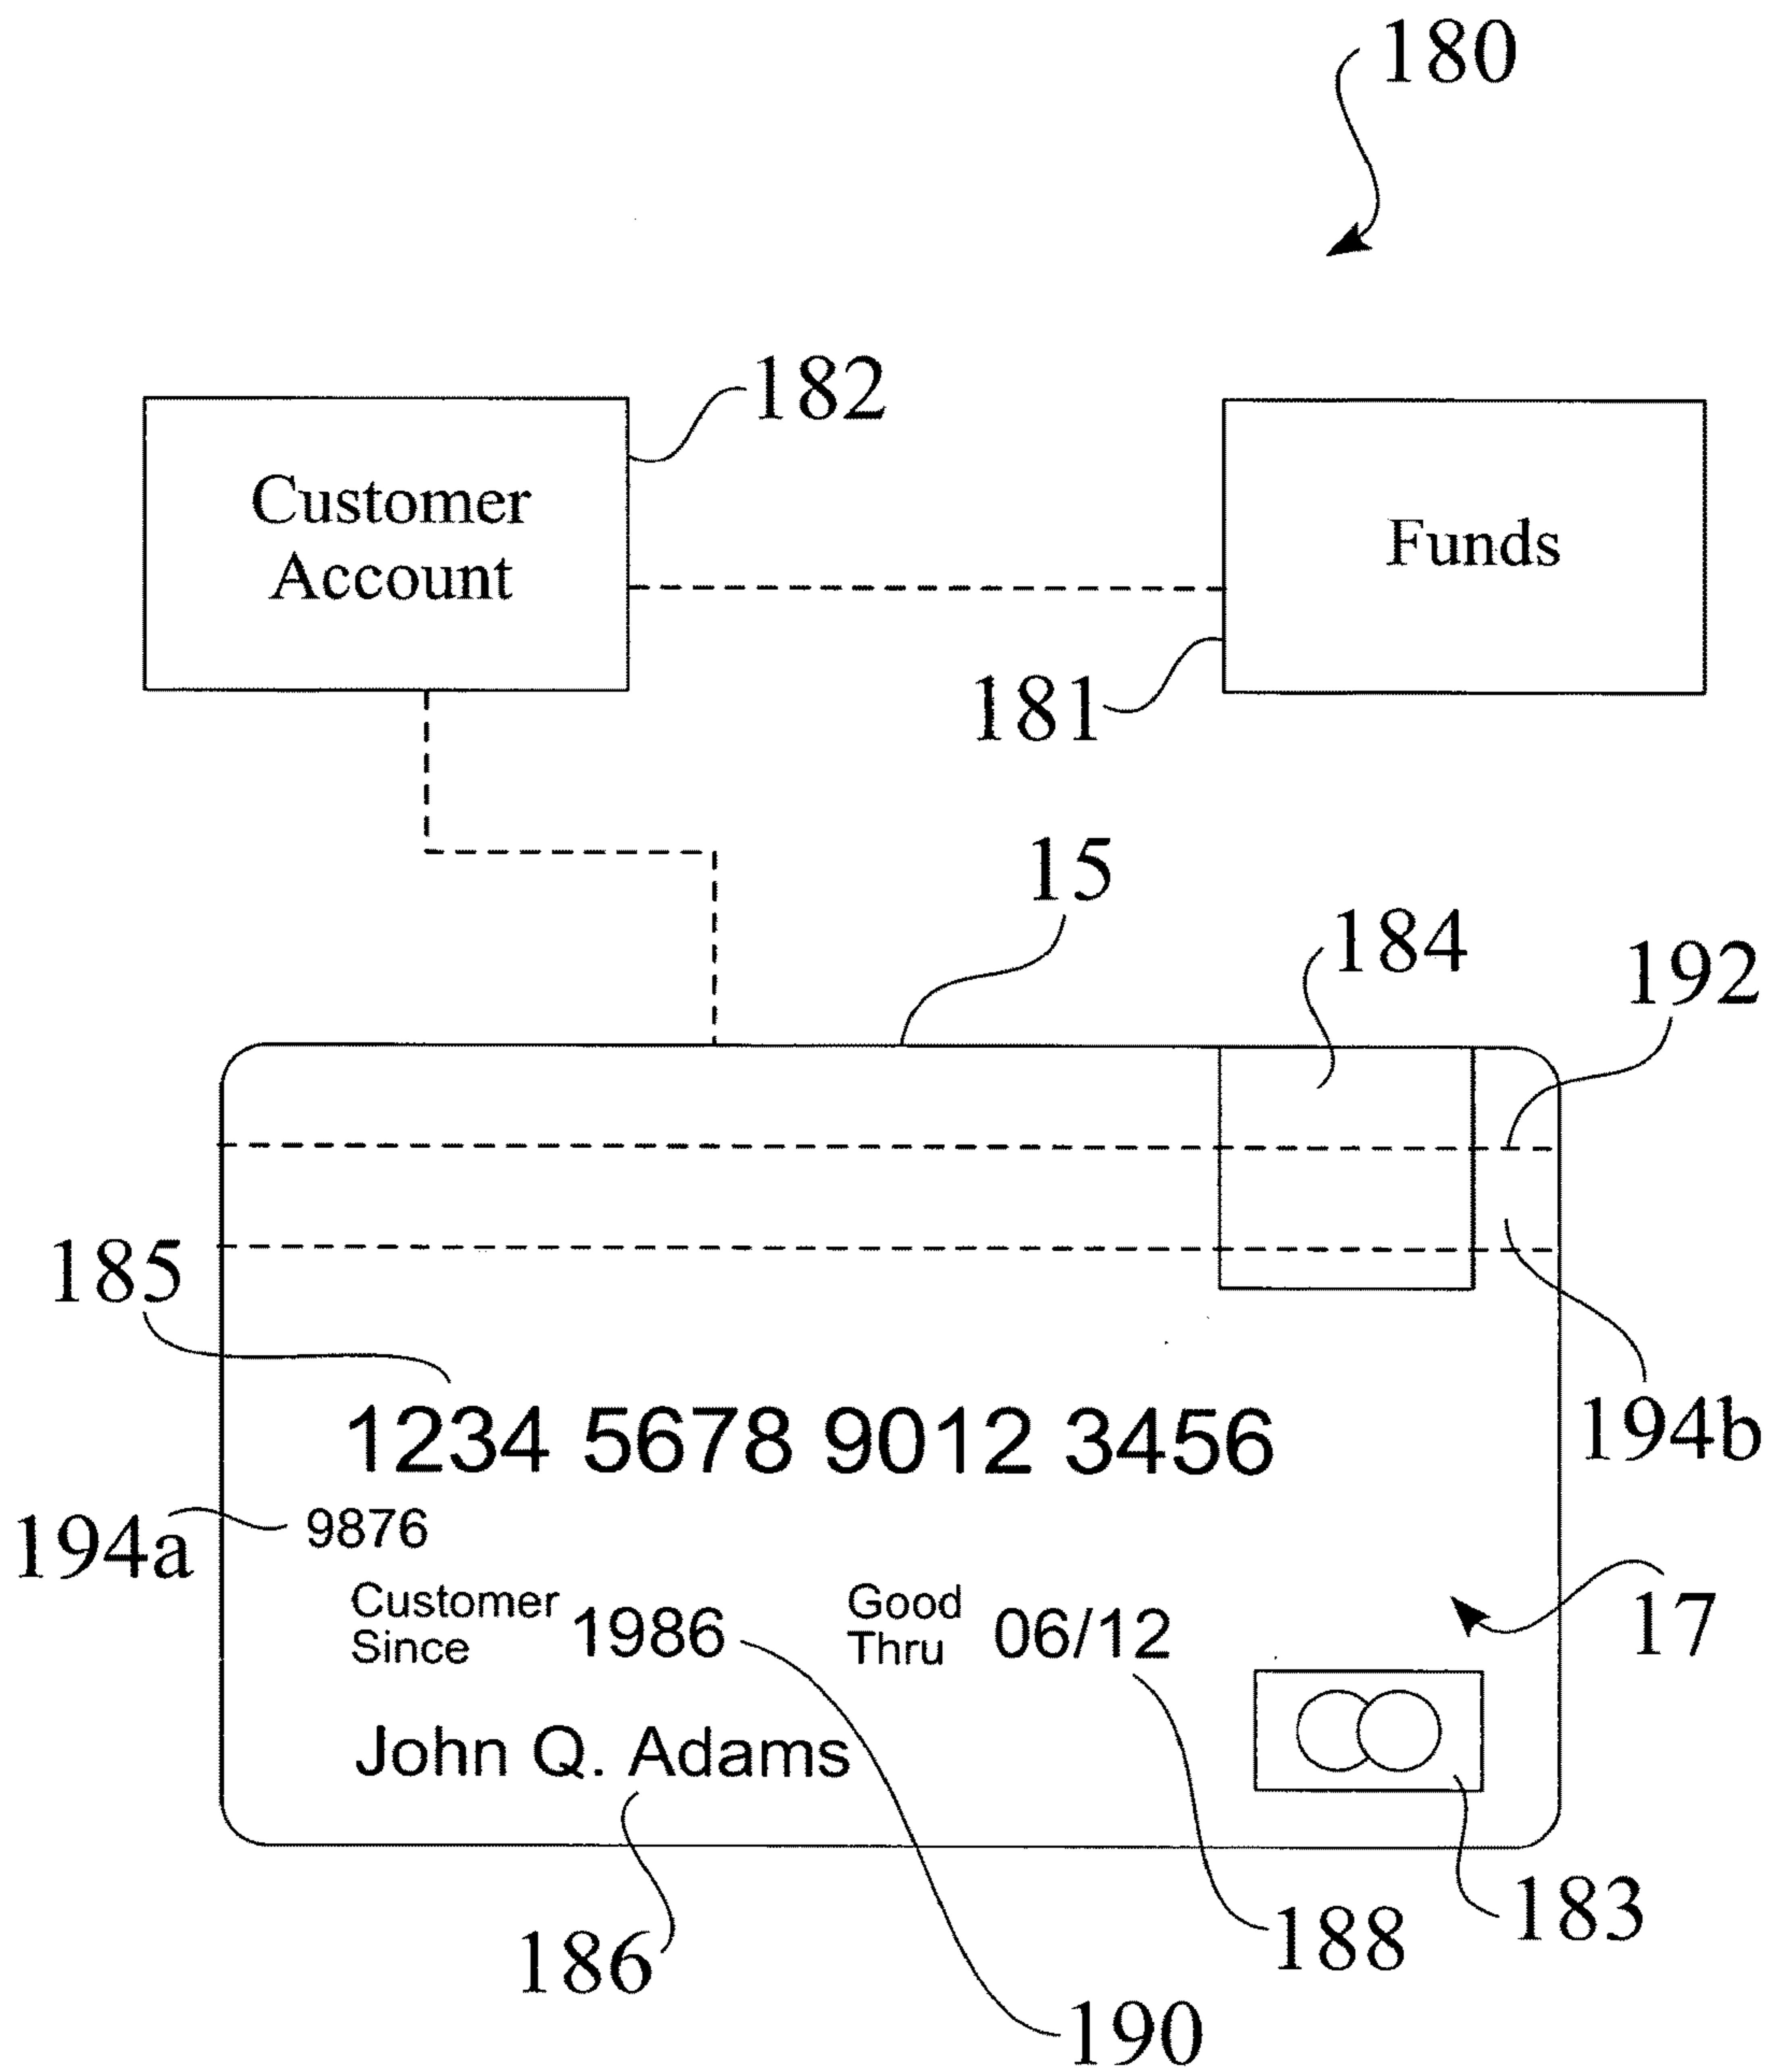 180
182
Customer
Account
Funds
181
15
184
192
185
1234 5678 9012 3456
194b
194a
9876
Customer
Since
1986
Good
Thru
06/12
17
John Q. Adams
183
186
188
190